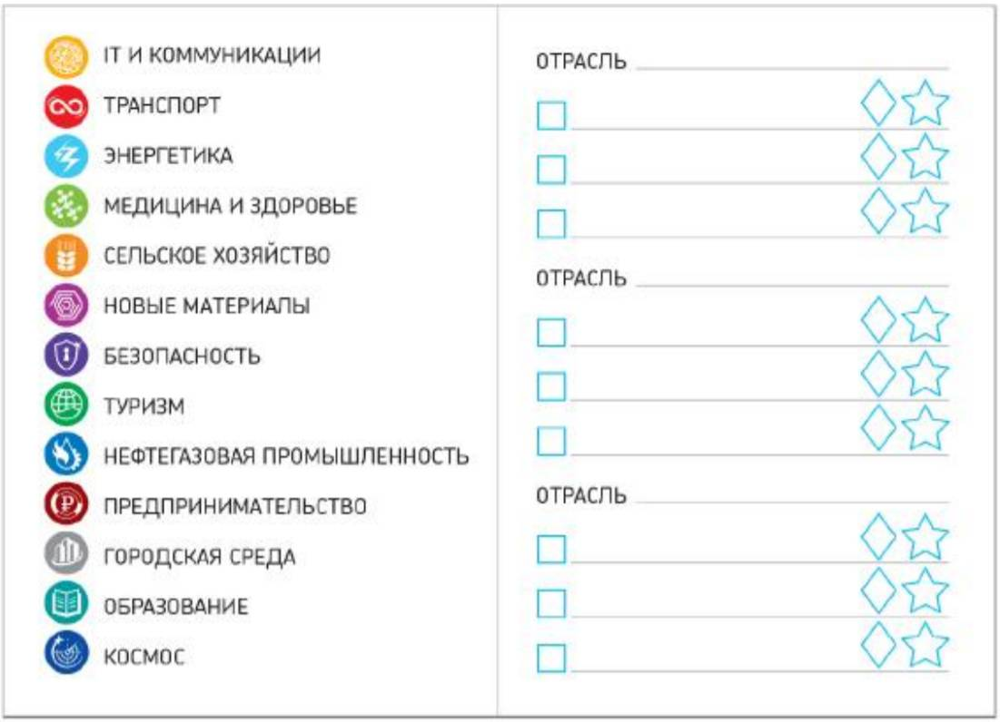 IT И КОММУНИКАЦИИ
ТРАНСПОРТ
ЭНЕРГЕТИКА
МЕДИЦИНА И ЗДОРОВЬЕ
СЕЛЬСКОЕ ХОЗЯЙСТВО
НОВЫЕ МАТЕРИАЛЫ
БЕЗОПАСНОСТЬ
ТУРИЗМ
НЕФТЕГАЗОВАЯ ПРОМЫШЛЕННОСТЬ
ПРЕДПРИНИМАТЕЛЬСТВО
ГОРОДСКАЯ СРЕДА
ОБРАЗОВАНИЕ
КОСМОС
ОТРАСЛЬ
ОТРАСЛЬ
ОТРАСЛЬ